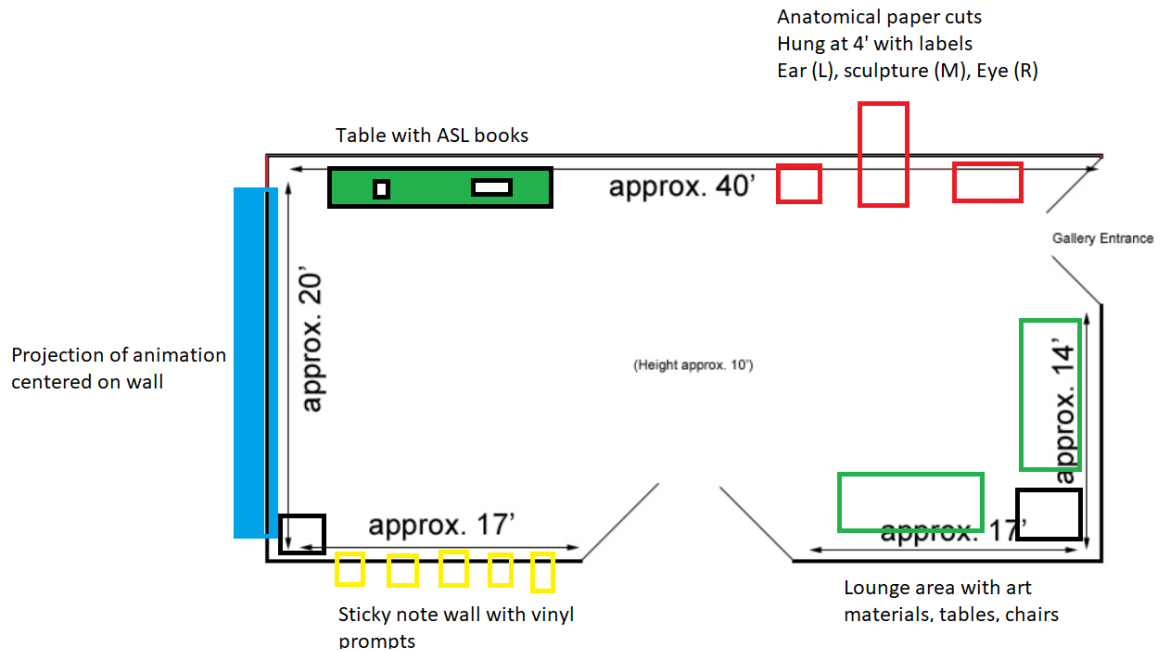 Anatomical paper cuts
Hung at 4' with labels
Ear (L), sculpture (M), Eye (R)
Table with ASL books
approx. 40’
Gallery Entrance
approx. 20’
Projection of animation
centered on wall
(Height approx. 10’)
approx. 14’
approx. 17’
approx. 17’
Sticky note wall with vinyl
prompts
Lounge area with art
materials, tables, chairs